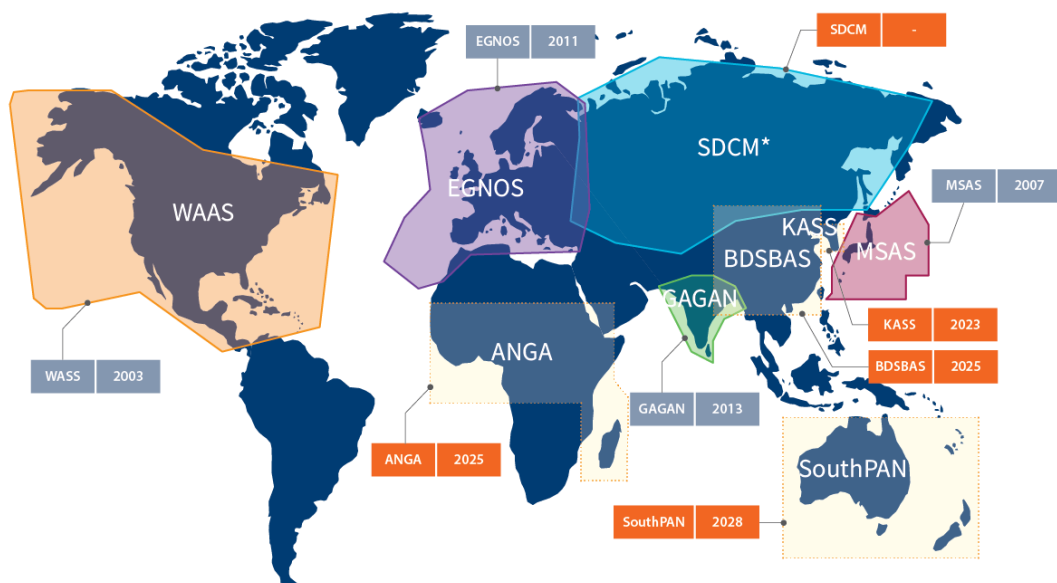 EGNOS 2011
SDCM -
SDCM*
WAAS
EGNOS
MSAS 2007
KASS
MSAS
BDSBAS
GAGAN
KASS 2023
ANGA
BDSBAS 2025
WASS 2003
GAGAN 2013
ANGA 2025
SouthPAN
SouthPAN 2028